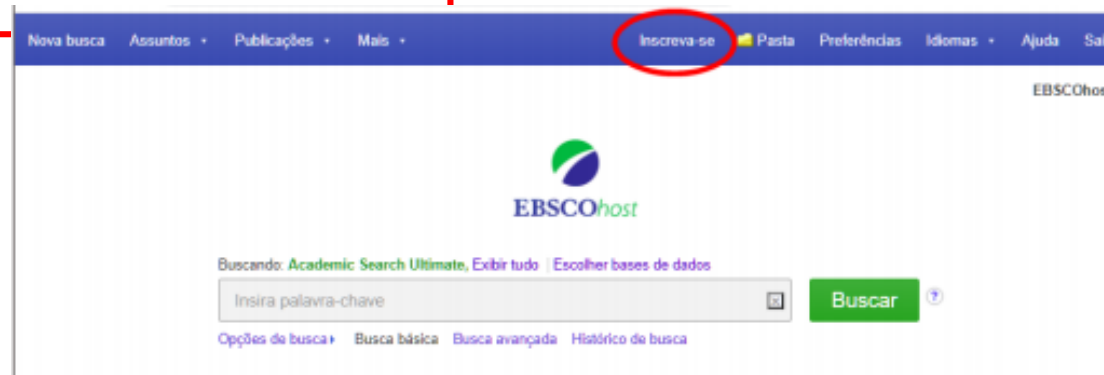 Nova busca Assuntos Publicações Mais Inscreva-se Pasta Preferências Idiomas Ajuda
EBSCOhost
Buscando: Academic Search Ultimate, Exibir tudo | Escolher bases de dados
Insira palavra-chave x Buscar ?
Opções de busca Busca básica Busca avançada Histórico de busca